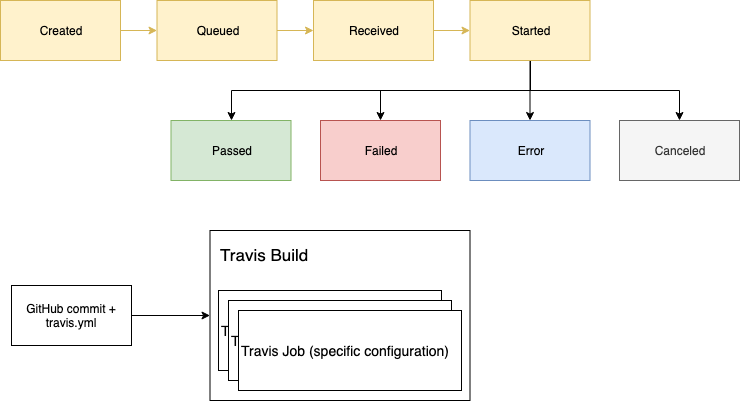 Created
Queued
Received
Started
Passed
Failed
Error
Canceled
Travis Build
GitHub commit +
travis.yml
T
T
Travis Job (specific configuration)